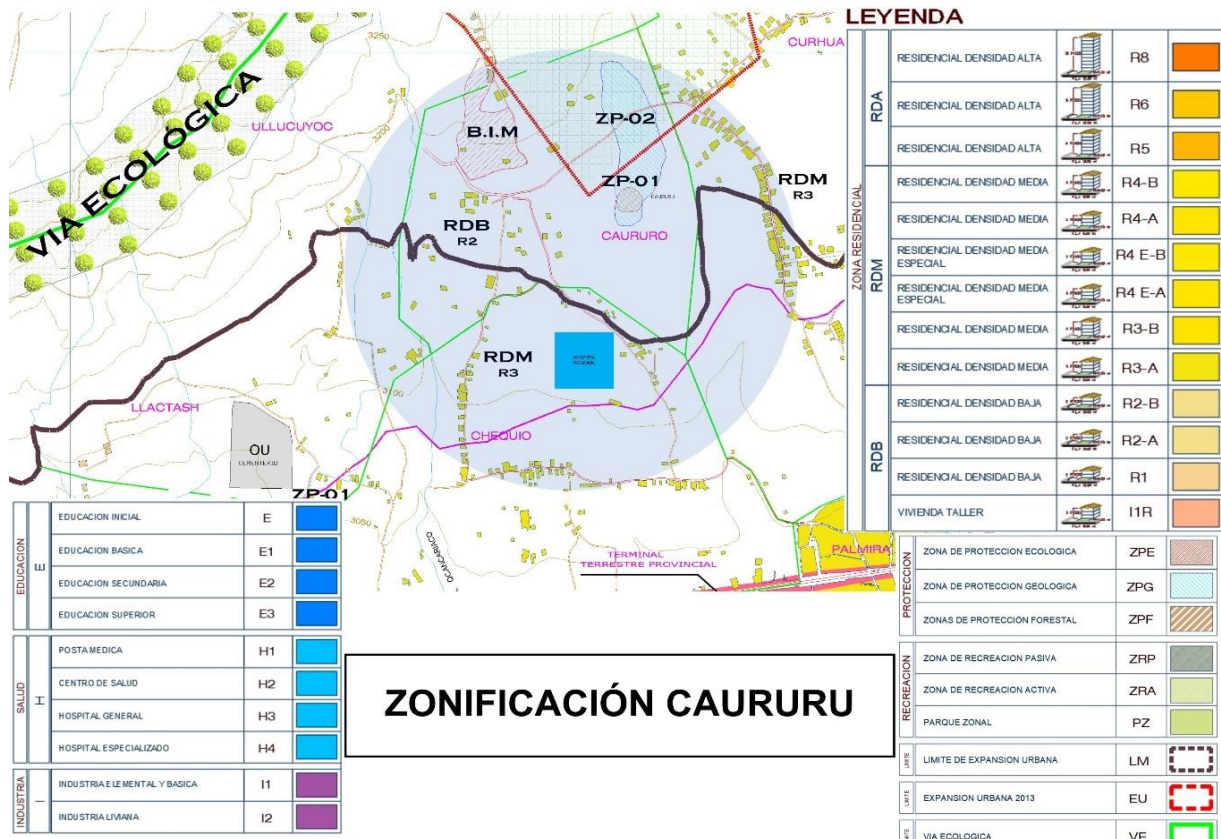 LEYENDA
ZONA RESIDENCIAL
RDA
RESIDENCIAL DENSIDAD ALTA R8
RESIDENCIAL DENSIDAD ALTA R6
RESIDENCIAL DENSIDAD ALTA R5
RDM
RESIDENCIAL DENSIDAD MEDIA R4-B
RESIDENCIAL DENSIDAD MEDIA R4-A
RESIDENCIAL DENSIDAD MEDIA
ESPECIAL R4 E-B
RESIDENCIAL DENSIDAD MEDIA
ESPECIAL R4 E-A
RESIDENCIAL DENSIDAD MEDIA R3-B
RESIDENCIAL DENSIDAD MEDIA R3-A
RDB
RESIDENCIAL DENSIDAD BAJA R2-B
RESIDENCIAL DENSIDAD BAJA R2-A
RESIDENCIAL DENSIDAD BAJA R1
VIVIENDA TALLER I1R
3250
CURHUA
VIA ECOLÓGICA
ULLUCUYOC
3200
B.I.M
ZP-02
ZP-01
RDM
R3
RDB
R2
CAURURO
RDM
R3
3100
LLACTASH
CHEQUIO
OU
CEMENTERIO
ZP-01
3050
TERMINAL
TERRESTRE PROVINCIAL
PALMIRA
EDUCACION
E
EDUCACION INICIAL E
EDUCACION BASICA E1
EDUCACION SECUNDARIA E2
EDUCACION SUPERIOR E3
SALUD
H
POSTA MEDICA H1
CENTRO DE SALUD H2
HOSPITAL GENERAL H3
HOSPITAL ESPECIALIZADO H4
INDUSTRIA
I
INDUSTRIA ELEMENTAL Y BASICA I1
INDUSTRIA LIVIANA I2
ZONIFICACIÓN CAURURU
PROTECCION
ZONA DE PROTECCION ECOLOGICA ZPE
ZONA DE PROTECCION GEOLOGICA ZPG
ZONAS DE PROTECCIÓN FORESTAL ZPF
RECREACION
ZONA DE RECREACION PASIVA ZRP
ZONA DE RECREACION ACTIVA ZRA
PARQUE ZONAL PZ
LIMITE
LIMITE DE EXPANSION URBANA LM
LIMITE
EXPANSION URBANA 2013 EU
VIA ECOLOGICA VE